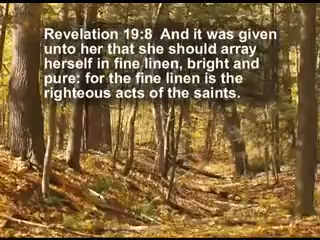 Revelation 19:8  And it was given
unto her that she should array
herself in fine linen, bright and
pure: for the fine linen is the
righteous acts of the saints.